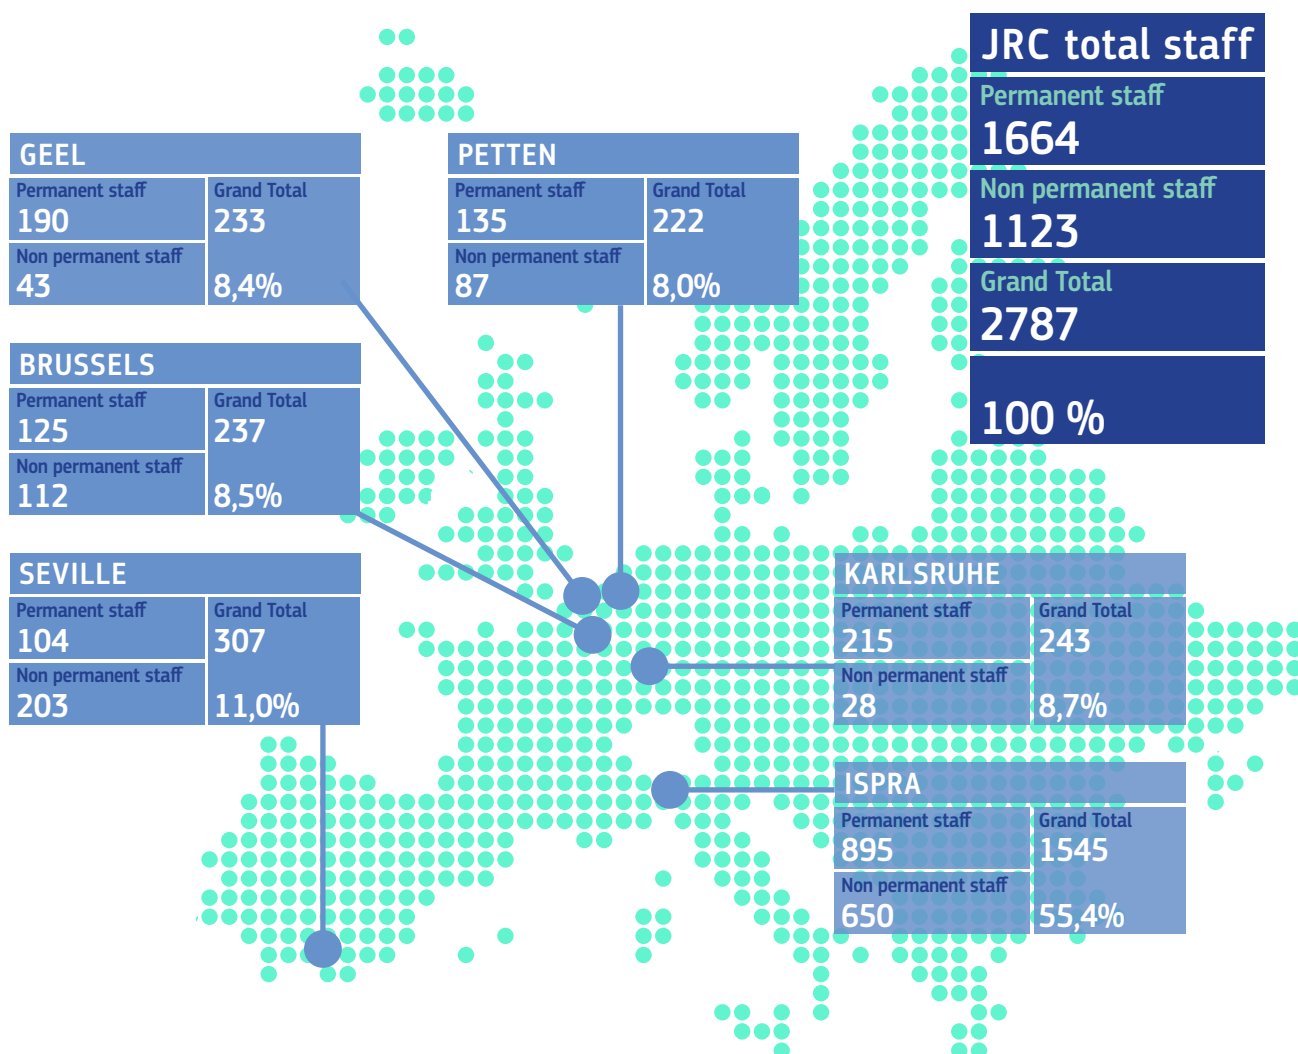 JRC total staff
Permanent staff
1664
Non permanent staff
1123
Grand Total
2787
100 %
GEEL
Permanent staff
190
Non permanent staff
43
Grand Total
233
8,4%
PETTEN
Permanent staff
135
Non permanent staff
87
Grand Total
222
8,0%
BRUSSELS
Permanent staff
125
Non permanent staff
112
Grand Total
237
8,5%
SEVILLE
Permanent staff
104
Non permanent staff
203
Grand Total
307
11,0%
KARLSRUHE
Permanent staff
215
Non permanent staff
28
Grand Total
243
8,7%
ISPRA
Permanent staff
895
Non permanent staff
650
Grand Total
1545
55,4%